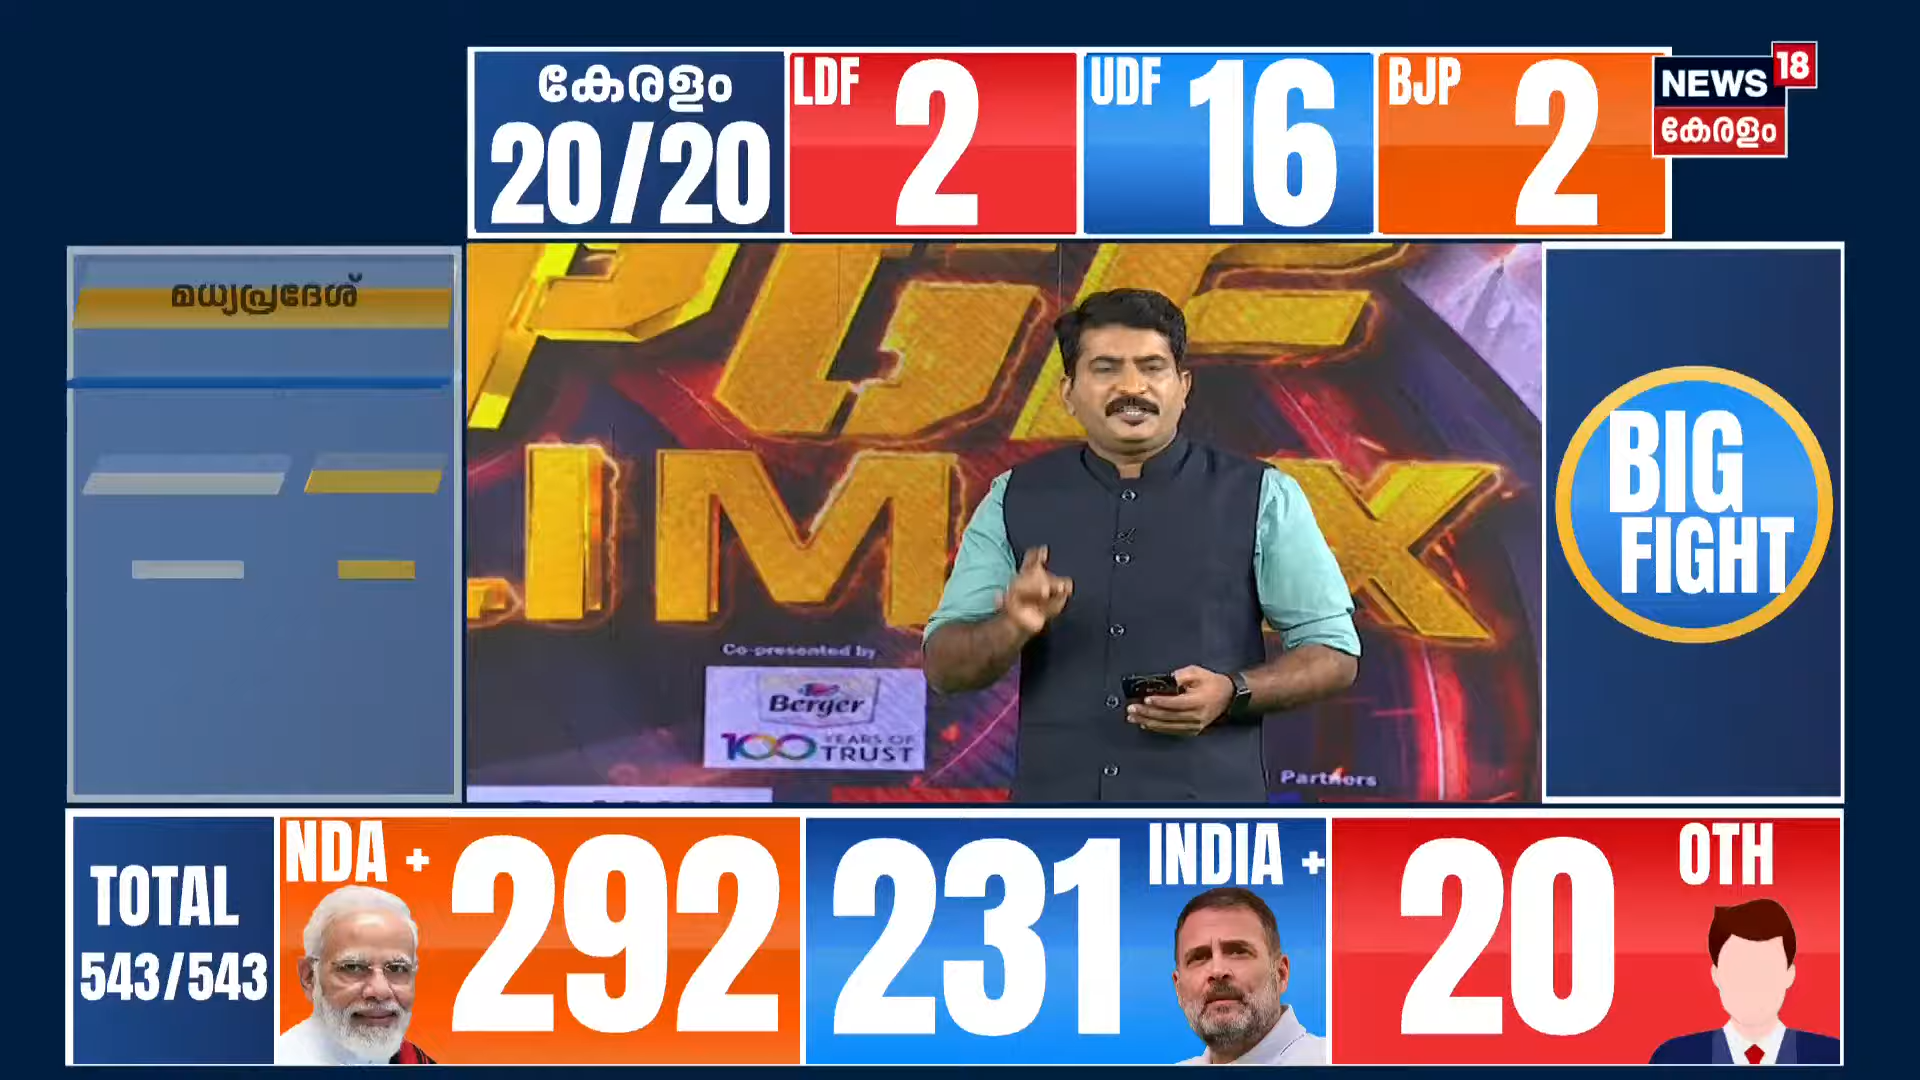 കേരളം
20/20
LDF 2
UDF 16
BJP 2
NEWS 18
കേരളം
മധ്യപ്രദേശ്
BIG
FIGHT
Co-presented by
Berger
100 YEARS OF
TRUST
Partners
TOTAL
543/543
NDA + 292
231 INDIA +
20 OTH